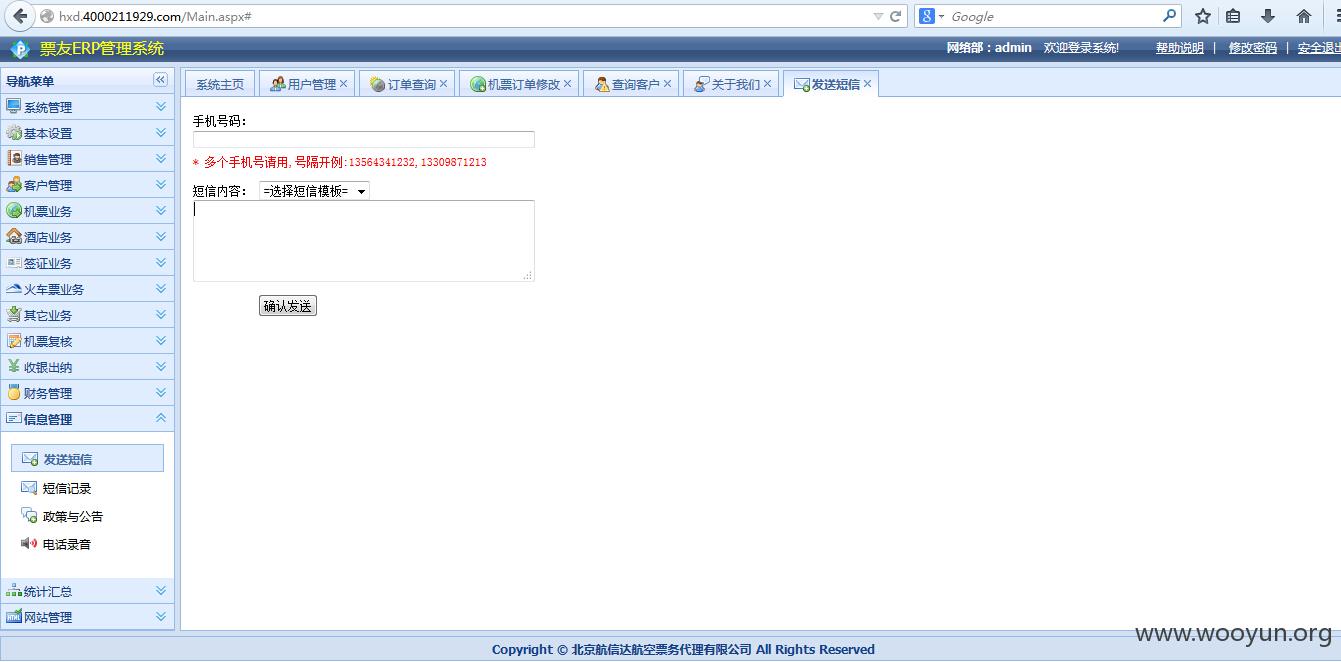 hxd.4000211929.com/Main.aspx#
Google
票友ERP管理系统
网络部：admin 欢迎登录系统! 帮助说明 | 修改密码 | 安全退出
导航菜单
系统主页 用户管理 订单查询 机票订单修改 查询客户 关于我们 发送短信
系统管理
基本设置
销售管理
客户管理
机票业务
酒店业务
签证业务
火车票业务
其它业务
机票复核
收银出纳
财务管理
信息管理
发送短信
短信记录
政策与公告
电话录音
统计汇总
网站管理
手机号码：
* 多个手机号请用,号隔开例:13564341232,13309871213
短信内容： =选择短信模板=
确认发送
www.wooyun.org
Copyright © 北京航信达航空票务代理有限公司 All Rights Reserved